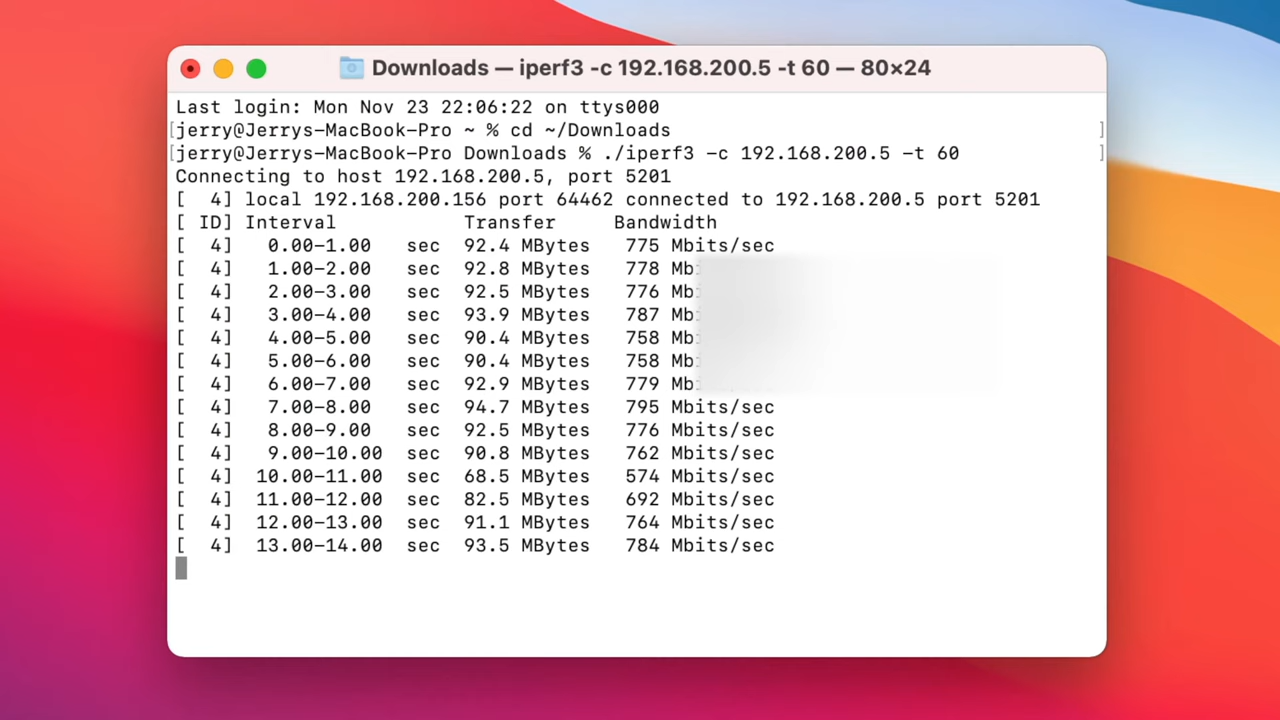 Downloads — iperf3 -c 192.168.200.5 -t 60 — 80×24
Last login: Mon Nov 23 22:06:22 on ttys000
[jerry@Jerrys-MacBook-Pro ~ % cd ~/Downloads ]
[jerry@Jerrys-MacBook-Pro Downloads % ./iperf3 -c 192.168.200.5 -t 60 ]
Connecting to host 192.168.200.5, port 5201
[  4] local 192.168.200.156 port 64462 connected to 192.168.200.5 port 5201
[ ID] Interval           Transfer     Bandwidth
[  4]   0.00-1.00   sec  92.4 MBytes   775 Mbits/sec
[  4]   1.00-2.00   sec  92.8 MBytes   778 Mb
[  4]   2.00-3.00   sec  92.5 MBytes   776 Mb
[  4]   3.00-4.00   sec  93.9 MBytes   787 Mb
[  4]   4.00-5.00   sec  90.4 MBytes   758 Mb
[  4]   5.00-6.00   sec  90.4 MBytes   758 Mb
[  4]   6.00-7.00   sec  92.9 MBytes   779 Mb
[  4]   7.00-8.00   sec  94.7 MBytes   795 Mbits/sec
[  4]   8.00-9.00   sec  92.5 MBytes   776 Mbits/sec
[  4]   9.00-10.00  sec  90.8 MBytes   762 Mbits/sec
[  4]  10.00-11.00  sec  68.5 MBytes   574 Mbits/sec
[  4]  11.00-12.00  sec  82.5 MBytes   692 Mbits/sec
[  4]  12.00-13.00  sec  91.1 MBytes   764 Mbits/sec
[  4]  13.00-14.00  sec  93.5 MBytes   784 Mbits/sec